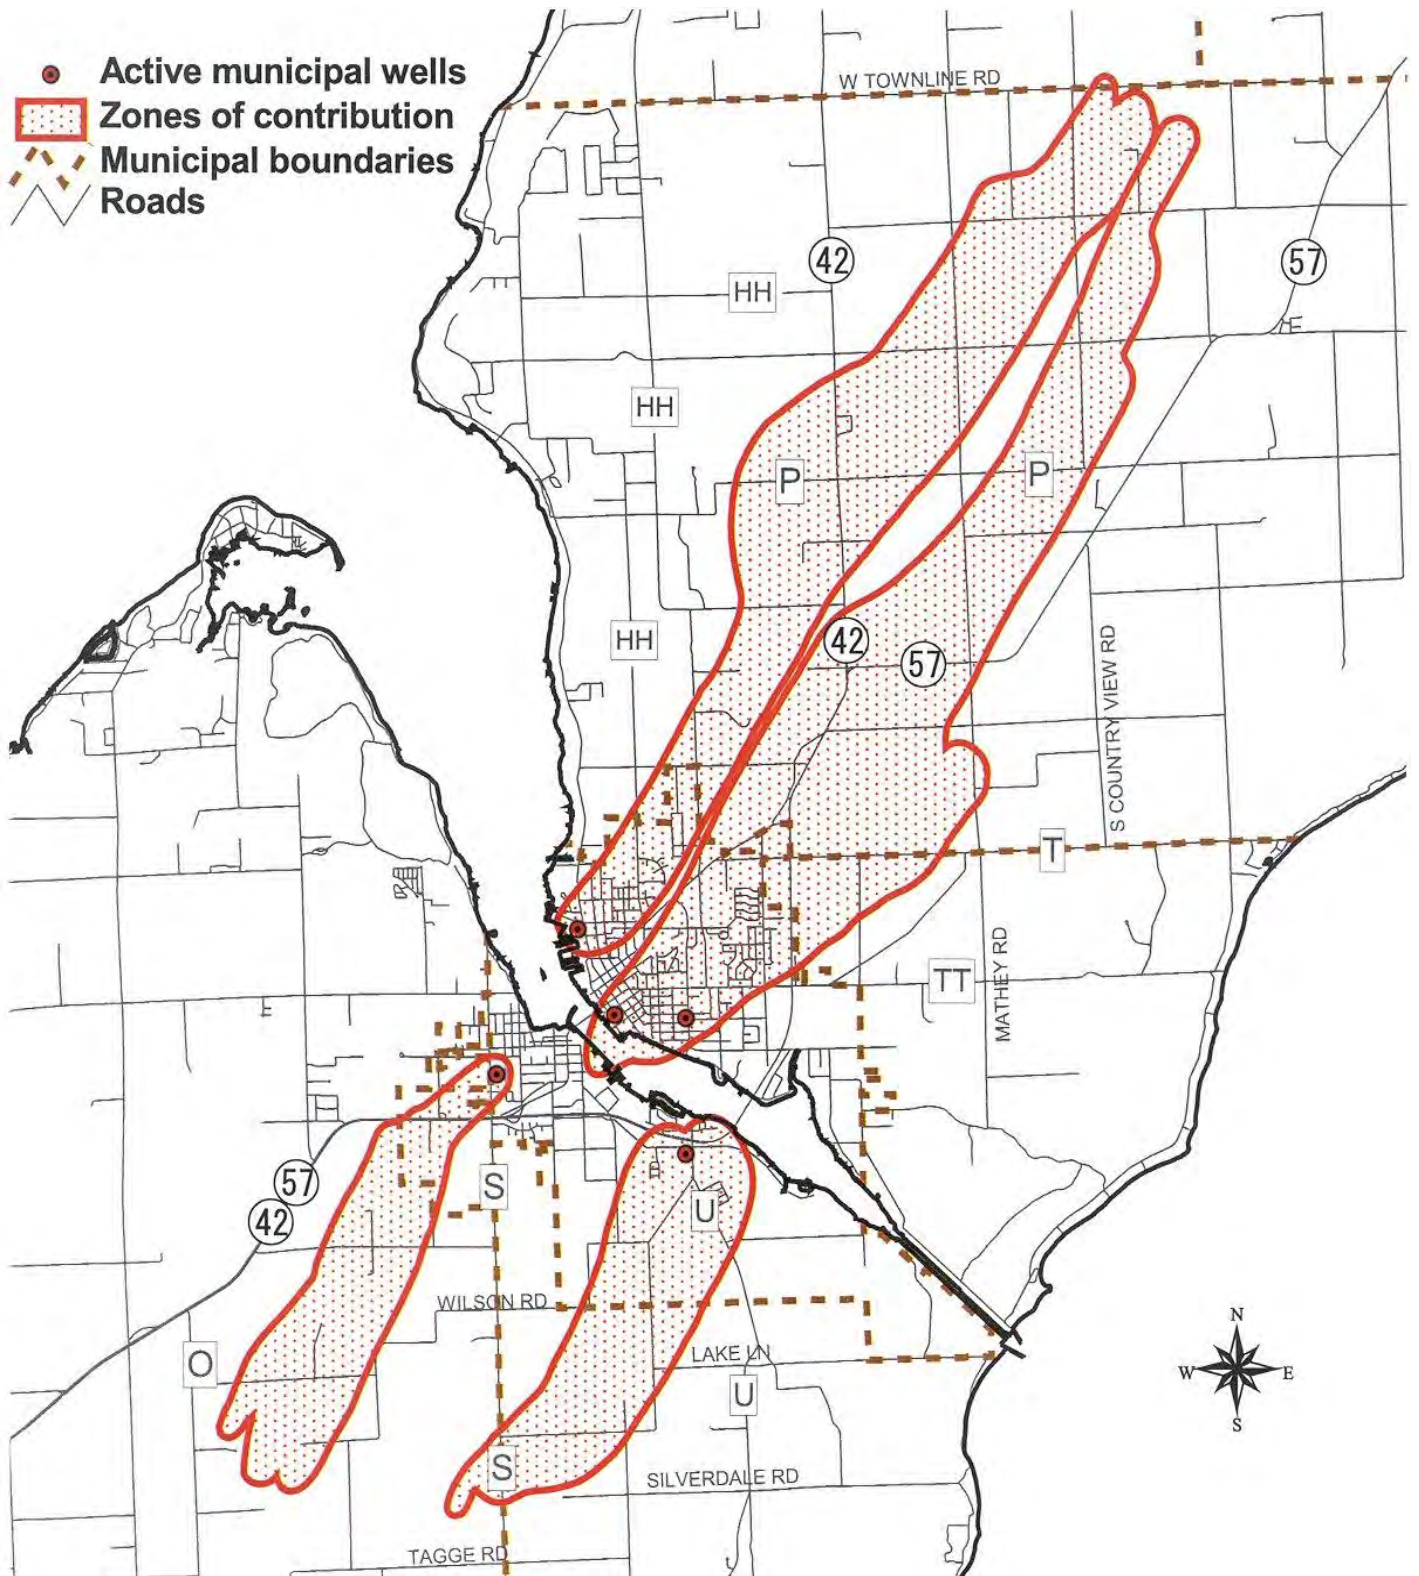 Active municipal wells
Zones of contribution
Municipal boundaries
Roads
W TOWNLINE RD
42
57
HH
HH
P
P
HH
42
57
S COUNTRY VIEW RD
T
MATHEY RD
TT
57
42
S
U
WILSON RD
O
LAKE LN
U
S
SILVERDALE RD
TAGGE RD
N
W
E
S